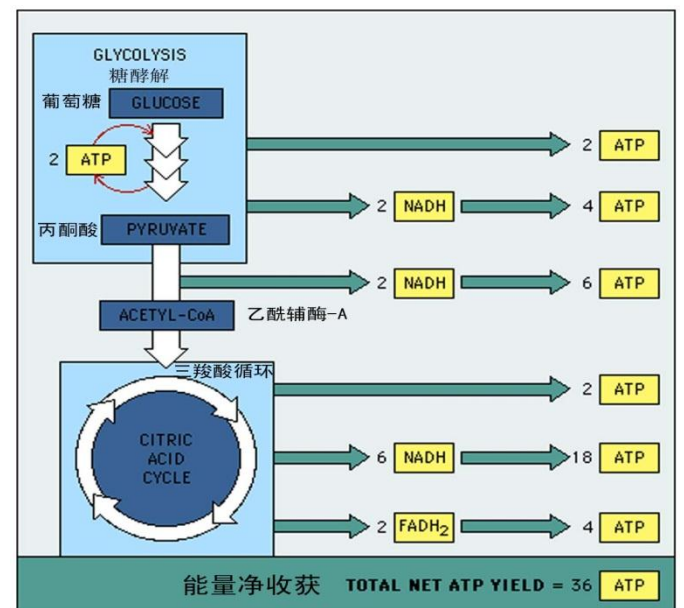 GLYCOLYSIS
糖酵解
葡萄糖 GLUCOSE
2 ATP
2 ATP
2 NADH 4 ATP
丙酮酸 PYRUVATE
2 NADH 6 ATP
ACETYL-CoA 乙酰辅酶-A
三羧酸循环
2 ATP
CITRIC
ACID
CYCLE
6 NADH 18 ATP
2 FADH2 4 ATP
能量净收获 TOTAL NET ATP YIELD = 36 ATP